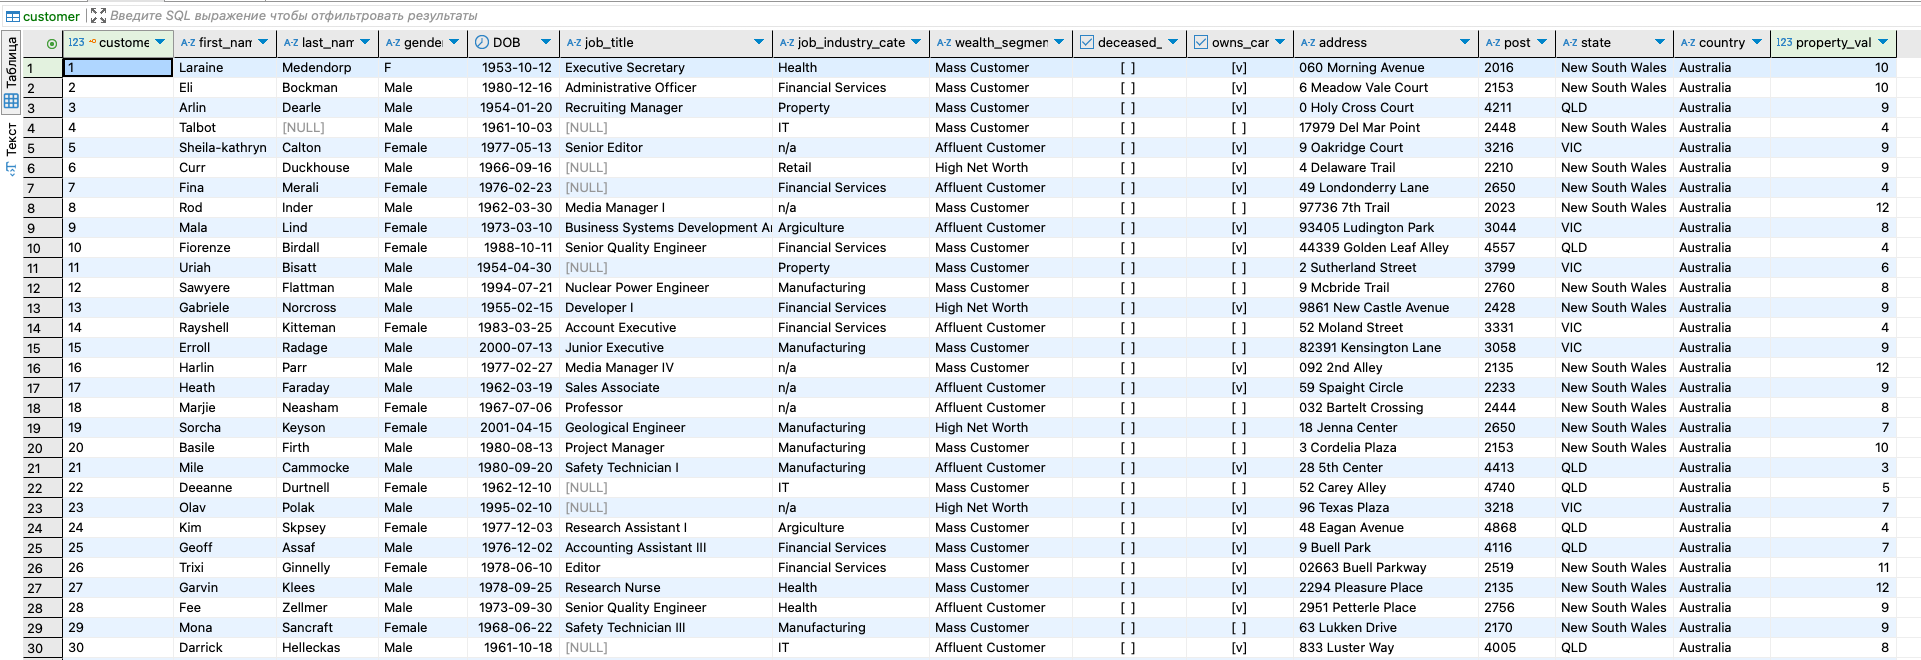 customer Введите SQL выражение чтобы отфильтровать результаты
Таблица
Текст
123 custome A-Z first_nam A-Z last_nam A-Z gende DOB A-Z job_title A-Z job_industry_cate A-Z wealth_segmen deceased_ owns_car A-Z address A-Z post A-Z state A-Z country 123 property_val
1 1 Laraine Medendorp F 1953-10-12 Executive Secretary Health Mass Customer [ ] [v] 060 Morning Avenue 2016 New South Wales Australia 10
2 2 Eli Bockman Male 1980-12-16 Administrative Officer Financial Services Mass Customer [ ] [v] 6 Meadow Vale Court 2153 New South Wales Australia 10
3 3 Arlin Dearle Male 1954-01-20 Recruiting Manager Property Mass Customer [ ] [v] 0 Holy Cross Court 4211 QLD Australia 9
4 4 Talbot [NULL] Male 1961-10-03 [NULL] IT Mass Customer [ ] [ ] 17979 Del Mar Point 2448 New South Wales Australia 4
5 5 Sheila-kathryn Calton Female 1977-05-13 Senior Editor n/a Affluent Customer [ ] [v] 9 Oakridge Court 3216 VIC Australia 9
6 6 Curr Duckhouse Male 1966-09-16 [NULL] Retail High Net Worth [ ] [v] 4 Delaware Trail 2210 New South Wales Australia 9
7 7 Fina Merali Female 1976-02-23 [NULL] Financial Services Affluent Customer [ ] [v] 49 Londonderry Lane 2650 New South Wales Australia 4
8 8 Rod Inder Male 1962-03-30 Media Manager I n/a Mass Customer [ ] [ ] 97736 7th Trail 2023 New South Wales Australia 12
9 9 Mala Lind Female 1973-03-10 Business Systems Development A Argiculture Affluent Customer [ ] [v] 93405 Ludington Park 3044 VIC Australia 8
10 10 Fiorenze Birdall Female 1988-10-11 Senior Quality Engineer Financial Services Mass Customer [ ] [v] 44339 Golden Leaf Alley 4557 QLD Australia 4
11 11 Uriah Bisatt Male 1954-04-30 [NULL] Property Mass Customer [ ] [ ] 2 Sutherland Street 3799 VIC Australia 6
12 12 Sawyere Flattman Male 1994-07-21 Nuclear Power Engineer Manufacturing Mass Customer [ ] [ ] 9 Mcbride Trail 2760 New South Wales Australia 8
13 13 Gabriele Norcross Male 1955-02-15 Developer I Financial Services High Net Worth [ ] [v] 9861 New Castle Avenue 2428 New South Wales Australia 9
14 14 Rayshell Kitteman Female 1983-03-25 Account Executive Financial Services Affluent Customer [ ] [v] 52 Moland Street 3331 VIC Australia 4
15 15 Erroll Radage Male 2000-07-13 Junior Executive Manufacturing Mass Customer [ ] [v] 82391 Kensington Lane 3058 VIC Australia 9
16 16 Harlin Parr Male 1977-02-27 Media Manager IV n/a Mass Customer [ ] [v] 092 2nd Alley 2135 New South Wales Australia 12
17 17 Heath Faraday Male 1962-03-19 Sales Associate n/a Affluent Customer [ ] [v] 59 Spaight Circle 2233 New South Wales Australia 9
18 18 Marjie Neasham Female 1967-07-06 Professor n/a Affluent Customer [ ] [ ] 032 Bartelt Crossing 2444 New South Wales Australia 8
19 19 Sorcha Keyson Female 2001-04-15 Geological Engineer Manufacturing High Net Worth [ ] [v] 18 Jenna Center 2650 New South Wales Australia 7
20 20 Basile Firth Male 1980-08-13 Project Manager Manufacturing Mass Customer [ ] [ ] 3 Cordelia Plaza 2153 New South Wales Australia 10
21 21 Mile Cammocke Male 1980-09-20 Safety Technician I Manufacturing Affluent Customer [ ] [v] 28 5th Center 4413 QLD Australia 3
22 22 Deeanne Durtnell Female 1962-12-10 [NULL] IT Mass Customer [ ] [ ] 52 Carey Alley 4740 QLD Australia 5
23 23 Olav Polak Male 1995-02-10 [NULL] n/a High Net Worth [ ] [v] 96 Texas Plaza 3218 VIC Australia 7
24 24 Kim Skpsey Female 1977-12-03 Research Assistant I Argiculture Mass Customer [ ] [v] 48 Eagan Avenue 4868 QLD Australia 4
25 25 Geoff Assaf Male 1976-12-02 Accounting Assistant III Financial Services Mass Customer [ ] [v] 9 Buell Park 4116 QLD Australia 7
26 26 Trixi Ginnelly Female 1978-06-10 Editor Financial Services Mass Customer [ ] [v] 02663 Buell Parkway 2519 New South Wales Australia 11
27 27 Garvin Klees Male 1978-09-25 Research Nurse Health Mass Customer [ ] [v] 2294 Pleasure Place 2135 New South Wales Australia 12
28 28 Fee Zellmer Male 1973-09-30 Senior Quality Engineer Health Affluent Customer [ ] [v] 2951 Petterle Place 2756 New South Wales Australia 9
29 29 Mona Sancraft Female 1968-06-22 Safety Technician III Manufacturing Mass Customer [ ] [ ] 63 Lukken Drive 2170 New South Wales Australia 9
30 30 Darrick Helleckas Male 1961-10-18 [NULL] IT Affluent Customer [ ] [v] 833 Luster Way 4005 QLD Australia 8